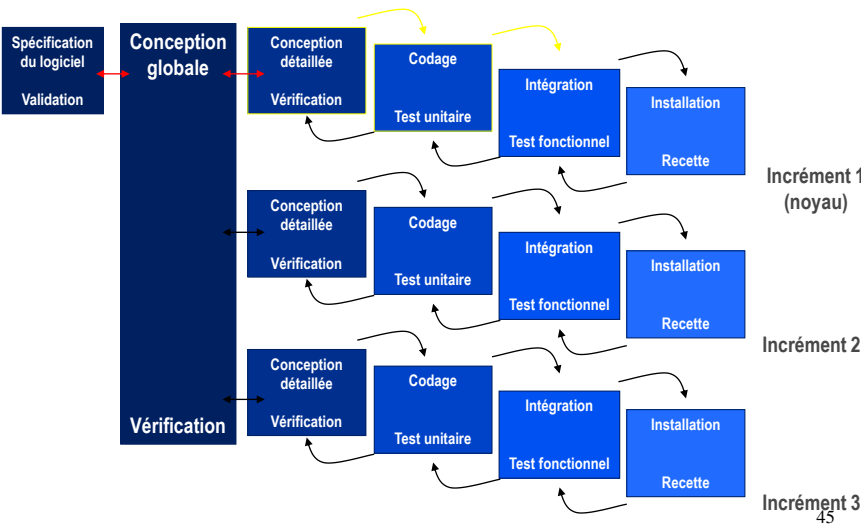 Spécification
du logiciel
Validation
Conception
globale
Vérification
Conception
détaillée
Vérification
Codage
Test unitaire
Intégration
Test fonctionnel
Installation
Recette
Incrément 1
(noyau)
Conception
détaillée
Vérification
Codage
Test unitaire
Intégration
Test fonctionnel
Installation
Recette
Incrément 2
Conception
détaillée
Vérification
Codage
Test unitaire
Intégration
Test fonctionnel
Installation
Recette
Incrément 3
45